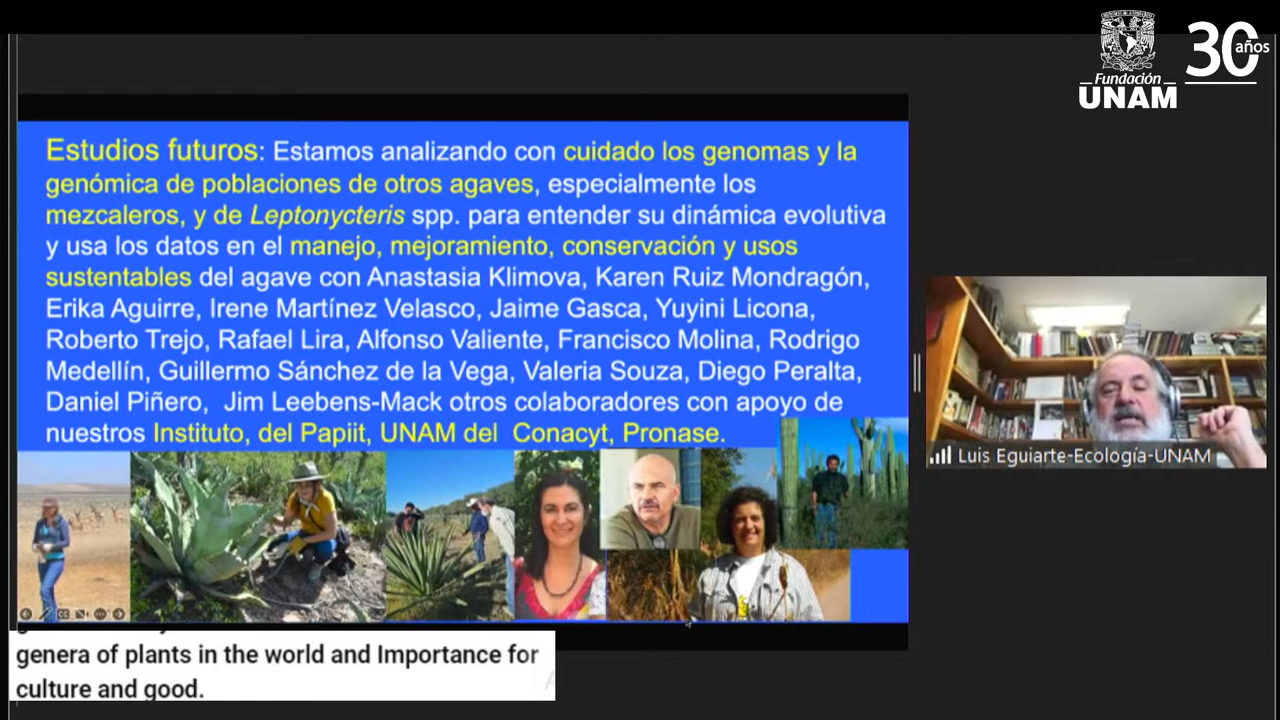 Fundación
UNAM
30 años
Estudios futuros: Estamos analizando con cuidado los genomas y la
genómica de poblaciones de otros agaves, especialmente los
mezcaleros, y de Leptonycteris spp. para entender su dinámica evolutiva
y usa los datos en el manejo, mejoramiento, conservación y usos
sustentables del agave con Anastasia Klimova, Karen Ruiz Mondragón,
Erika Aguirre, Irene Martínez Velasco, Jaime Gasca, Yuyini Licona,
Roberto Trejo, Rafael Lira, Alfonso Valiente, Francisco Molina, Rodrigo
Medellín, Guillermo Sánchez de la Vega, Valeria Souza, Diego Peralta,
Daniel Piñero, Jim Leebens-Mack otros colaboradores con apoyo de
nuestros Instituto, del Papiit, UNAM del Conacyt, Pronase.
Luis Eguiarte-Ecología-UNAM
genera of plants in the world and Importance for
culture and good.